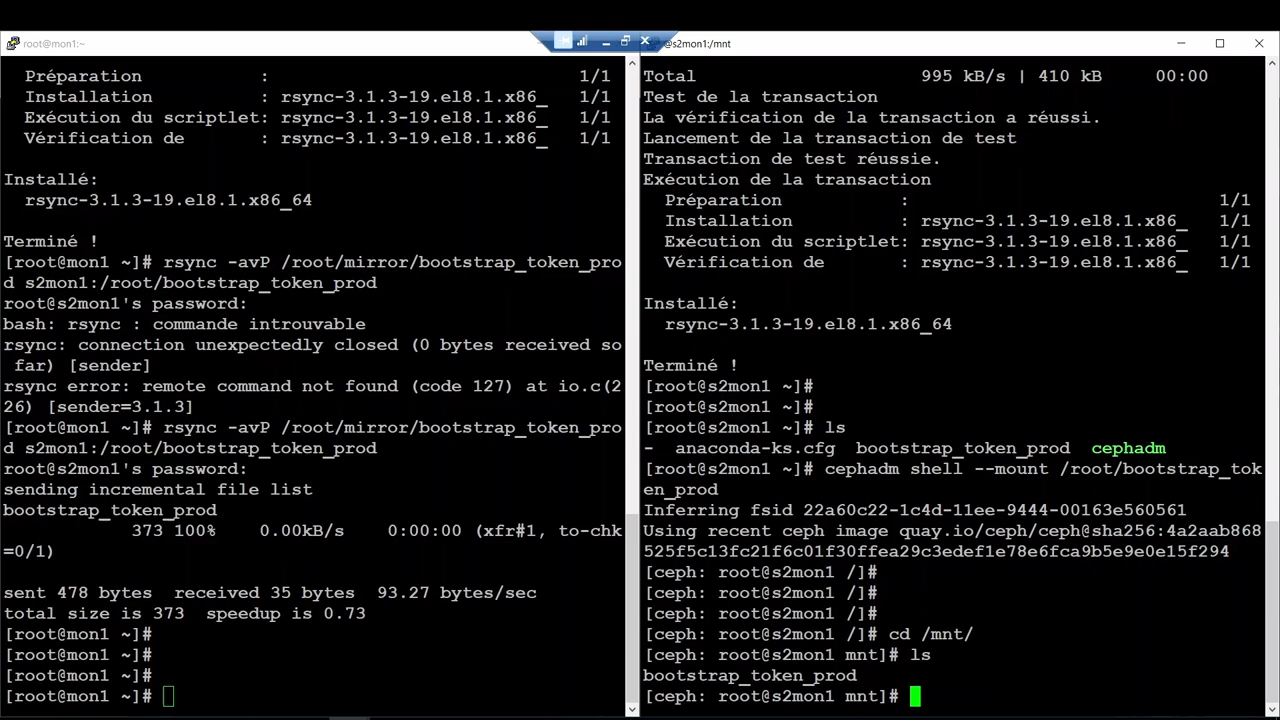 root@mon1:~
Préparation : 1/1
Installation : rsync-3.1.3-19.el8.1.x86_ 1/1
Exécution du scriptlet: rsync-3.1.3-19.el8.1.x86_ 1/1
Vérification de : rsync-3.1.3-19.el8.1.x86_ 1/1
Installé:
rsync-3.1.3-19.el8.1.x86_64
Terminé !
[root@mon1 ~]# rsync -avP /root/mirror/bootstrap_token_pro
d s2mon1:/root/bootstrap_token_prod
root@s2mon1's password:
bash: rsync : commande introuvable
rsync: connection unexpectedly closed (0 bytes received so
far) [sender]
rsync error: remote command not found (code 127) at io.c(2
26) [sender=3.1.3]
[root@mon1 ~]# rsync -avP /root/mirror/bootstrap_token_pro
d s2mon1:/root/bootstrap_token_prod
root@s2mon1's password:
sending incremental file list
bootstrap_token_prod
373 100% 0.00kB/s 0:00:00 (xfr#1, to-chk
=0/1)
sent 478 bytes received 35 bytes 93.27 bytes/sec
total size is 373 speedup is 0.73
[root@mon1 ~]#
[root@mon1 ~]#
[root@mon1 ~]#
[root@mon1 ~]#
@s2mon1:/mnt
Total 995 kB/s | 410 kB 00:00
Test de la transaction
La vérification de la transaction a réussi.
Lancement de la transaction de test
Transaction de test réussie.
Exécution de la transaction
Préparation : 1/1
Installation : rsync-3.1.3-19.el8.1.x86_ 1/1
Exécution du scriptlet: rsync-3.1.3-19.el8.1.x86_ 1/1
Vérification de : rsync-3.1.3-19.el8.1.x86_ 1/1
Installé:
rsync-3.1.3-19.el8.1.x86_64
Terminé !
[root@s2mon1 ~]#
[root@s2mon1 ~]#
[root@s2mon1 ~]# ls
- anaconda-ks.cfg bootstrap_token_prod cephadm
[root@s2mon1 ~]# cephadm shell --mount /root/bootstrap_tok
en_prod
Inferring fsid 22a60c22-1c4d-11ee-9444-00163e560561
Using recent ceph image quay.io/ceph/ceph@sha256:4a2aab868
525f5c13fc21f6c01f30ffea29c3edef1e78e6fca9b5e9e0e15f294
[ceph: root@s2mon1 /]#
[ceph: root@s2mon1 /]#
[ceph: root@s2mon1 /]#
[ceph: root@s2mon1 /]# cd /mnt/
[ceph: root@s2mon1 mnt]# ls
bootstrap_token_prod
[ceph: root@s2mon1 mnt]#